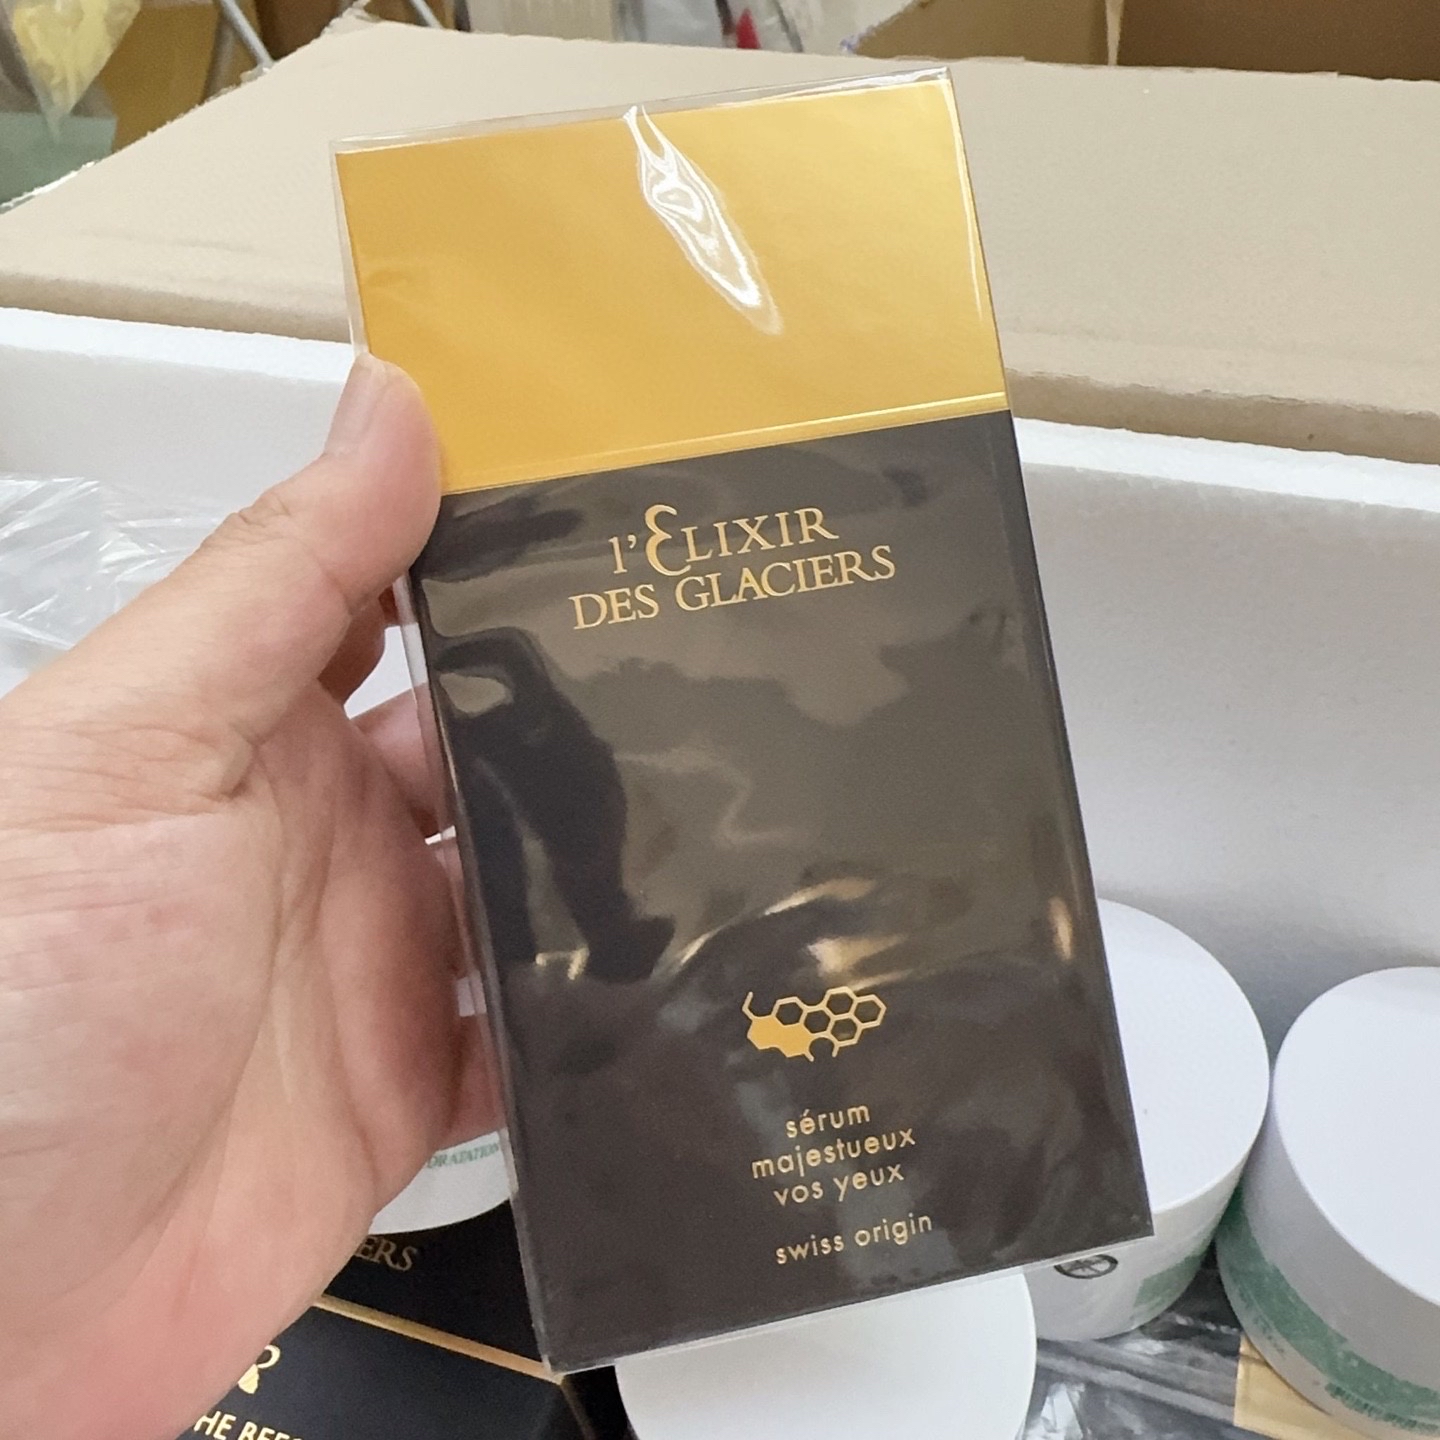 l'ELIXIR
DES GLACIERS
sérum
majestueux
vos yeux
swiss origin